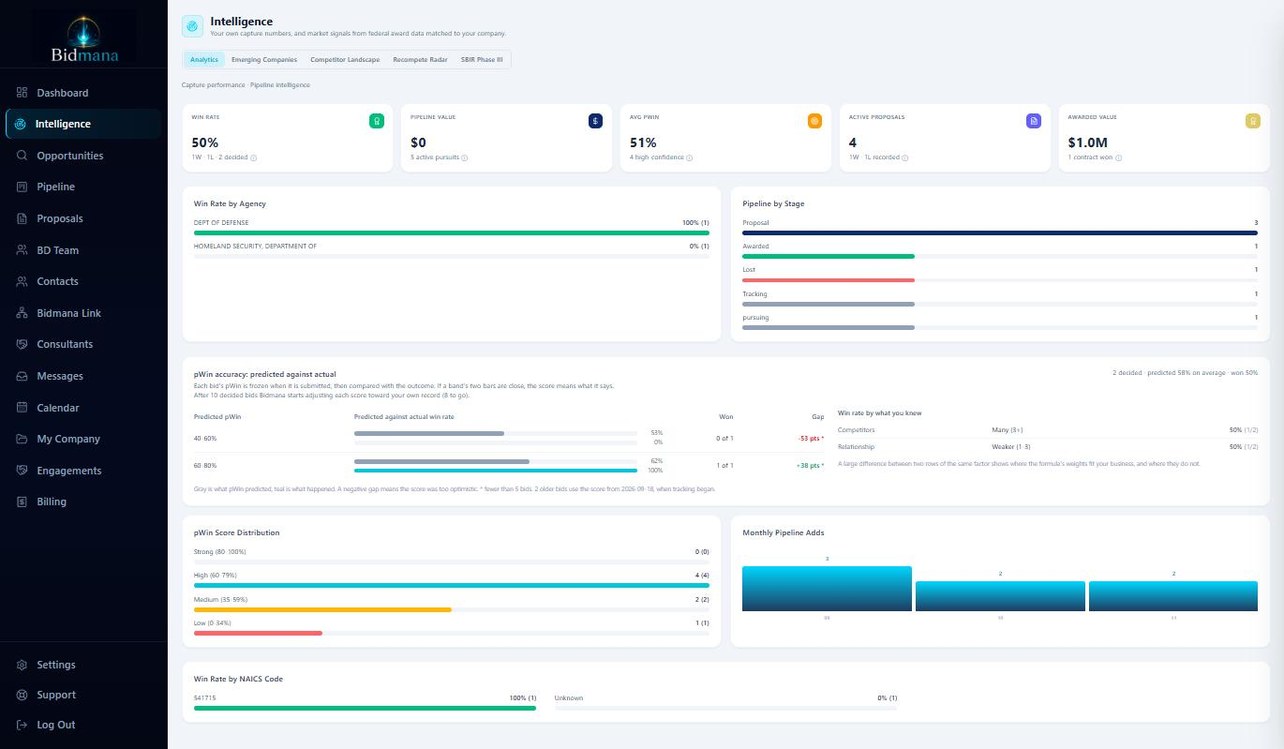 Bidmana
Dashboard
Intelligence
Opportunities
Pipeline
Proposals
BD Team
Contacts
Bidmana Link
Consultants
Messages
Calendar
My Company
Engagements
Billing
Settings
Support
Log Out
Intelligence
Your own capture numbers, and market signals from federal award data matched to your company.
Analytics Emerging Companies Competitor Landscape Recompete Radar SBIR Phase III
Capture performance · Pipeline intelligence
WIN RATE
50%
1W · 1L · 2 decided
PIPELINE VALUE
$0
5 active pursuits
AVG PWIN
51%
4 high confidence
ACTIVE PROPOSALS
4
1W · 1L recorded
AWARDED VALUE
$1.0M
1 contract won
Win Rate by Agency
DEPT OF DEFENSE 100% (1)
HOMELAND SECURITY, DEPARTMENT OF 0% (1)
Pipeline by Stage
Proposal 3
Awarded 1
Lost 1
Tracking 1
pursuing 1
pWin accuracy: predicted against actual
2 decided · predicted 58% on average · won 50%
Each bid's pWin is frozen when it is submitted, then compared with the outcome. If a band's two bars are close, the score means what it says.
After 10 decided bids Bidmana starts adjusting each score toward your own record (8 to go).
Predicted pWin Predicted against actual win rate Won Gap
40-60% 53% 0% 0 of 1 -53 pts *
60-80% 62% 100% 1 of 1 +38 pts *
Gray is what pWin predicted, teal is what happened. A negative gap means the score was too optimistic. * fewer than 5 bids. 2 older bids use the score from 2026-09-18, when tracking began.
Win rate by what you knew
Competitors Many (3+) 50% (1/2)
Relationship Weaker (1-3) 50% (1/2)
A large difference between two rows of the same factor shows where the formula's weights fit your business, and where they do not.
pWin Score Distribution
Strong (80-100%) 0 (0)
High (60-79%) 4 (4)
Medium (35-59%) 2 (2)
Low (0-34%) 1 (1)
Monthly Pipeline Adds
3 2 2
10 11
Win Rate by NAICS Code
541715 100% (1)
Unknown 0% (1)